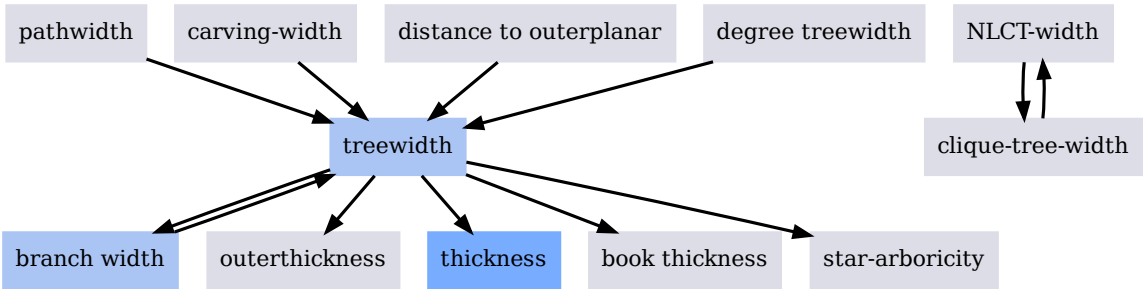 pathwidth
carving-width
distance to outerplanar
degree treewidth
NLCT-width
treewidth
clique-tree-width
branch width
outerthickness
thickness
book thickness
star-arboricity